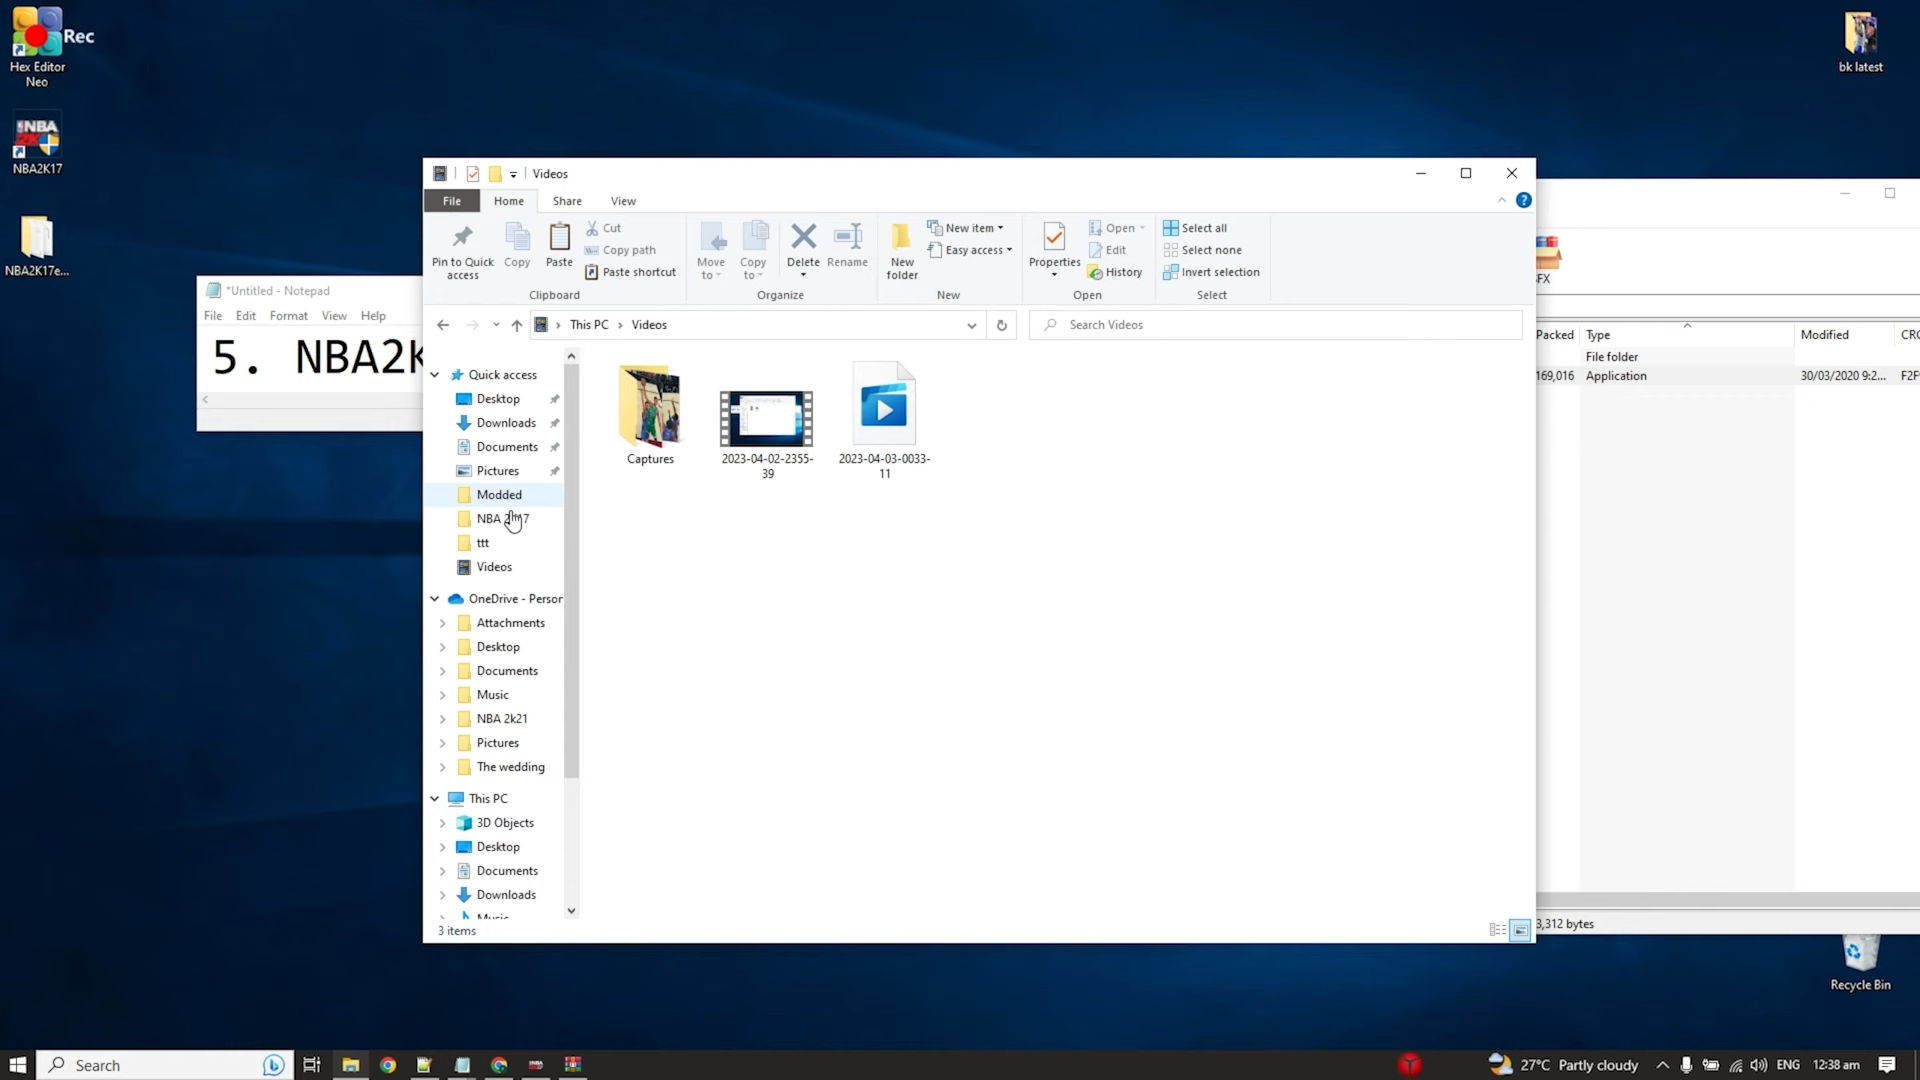 Rec
Hex Editor
Neo
NBA2K17
NBA2K17e...
bk latest
Recycle Bin
*Untitled - Notepad
File Edit Format View Help
5. NBA2K
Videos
File Home Share View
Pin to Quick
access
Copy
Paste
Cut
Copy path
Paste shortcut
Clipboard
Move
to
Copy
to
Delete
Rename
Organize
New
folder
New item
Easy access
New
Properties
Open
Edit
History
Open
Select all
Select none
Invert selection
Select
This PC > Videos
Search Videos
Quick access
Desktop
Downloads
Documents
Pictures
Modded
NBA 2K17
ttt
Videos
OneDrive - Person
Attachments
Desktop
Documents
Music
NBA 2k21
Pictures
The wedding
This PC
3D Objects
Desktop
Documents
Downloads
Music
Captures
2023-04-02-2355-
39
2023-04-03-0033-
11
3 items
FX
Packed Type Modified CRC
File folder
169,016 Application 30/03/2020 9:2... F2F
3,312 bytes
Search
27°C Partly cloudy
ENG
12:38 am